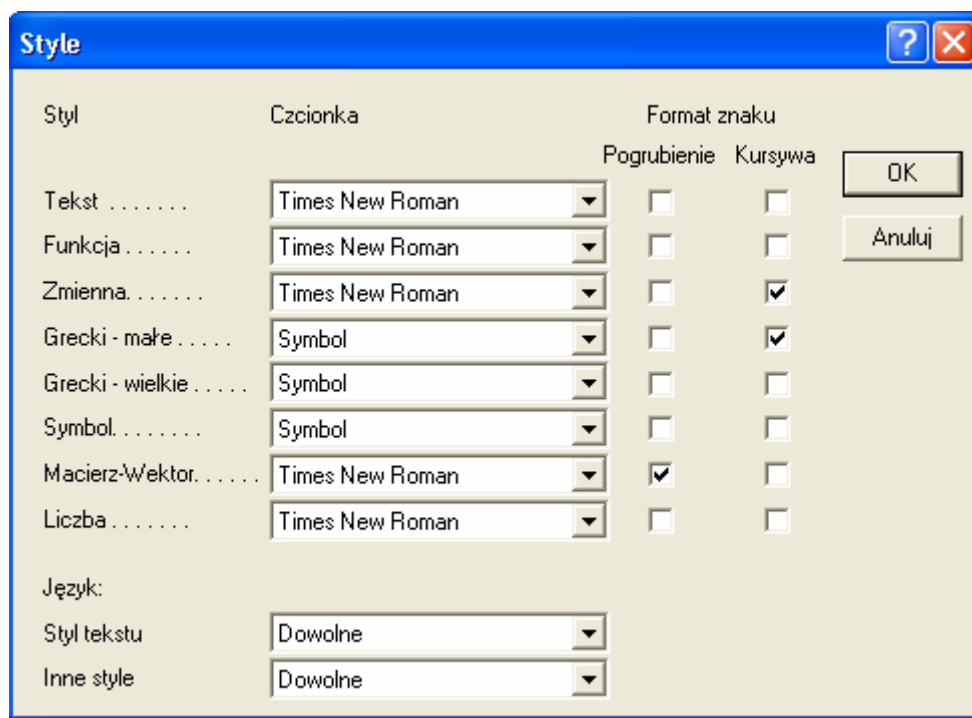 Style
Styl Czcionka Format znaku
Pogrubienie Kursywa
OK
Tekst . . . . . . . Times New Roman
Funkcja . . . . . . Times New Roman Anuluj
Zmienna. . . . . . . Times New Roman
Grecki - małe . . . . . Symbol
Grecki - wielkie . . . . . Symbol
Symbol. . . . . . . . Symbol
Macierz-Wektor. . . . . . Times New Roman
Liczba . . . . . . . Times New Roman
Język:
Styl tekstu Dowolne
Inne style Dowolne